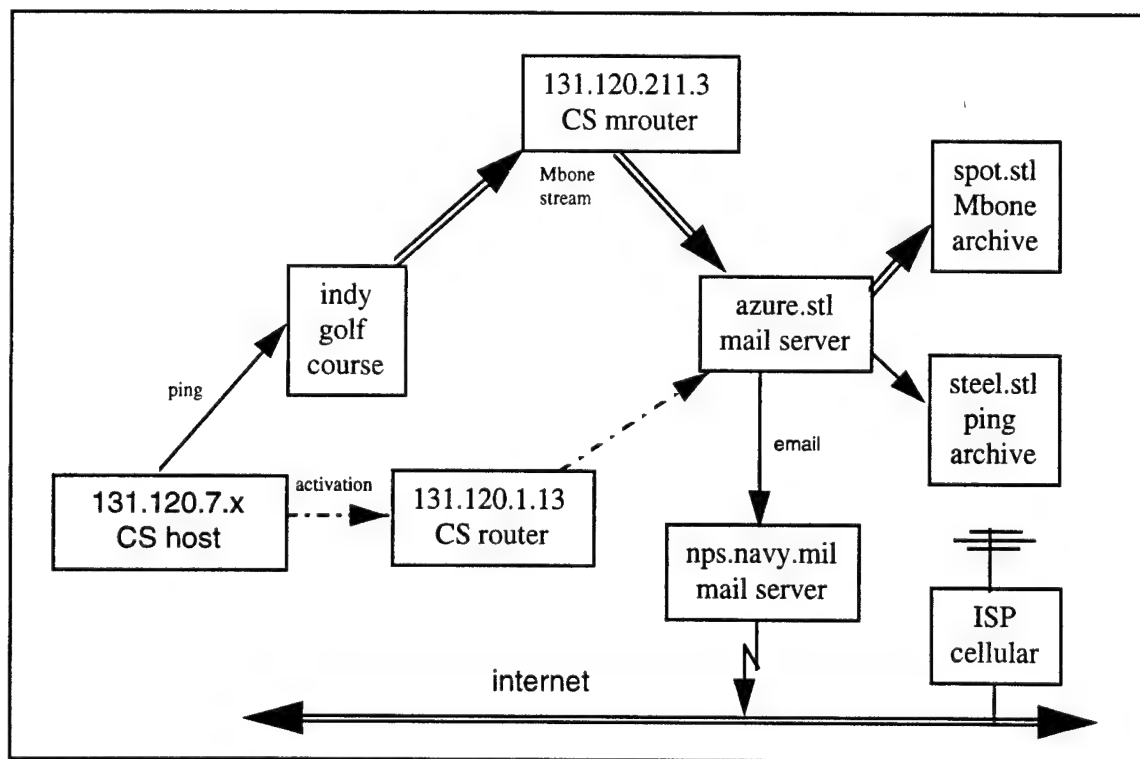 131.120.211.3
CS mrouter
Mbone
stream
spot.stl
Mbone
archive
indy
golf
course
azure.stl
mail server
ping
steel.stl
ping
archive
email
activation
131.120.7.x
CS host
131.120.1.13
CS router
nps.navy.mil
mail server
ISP
cellular
internet